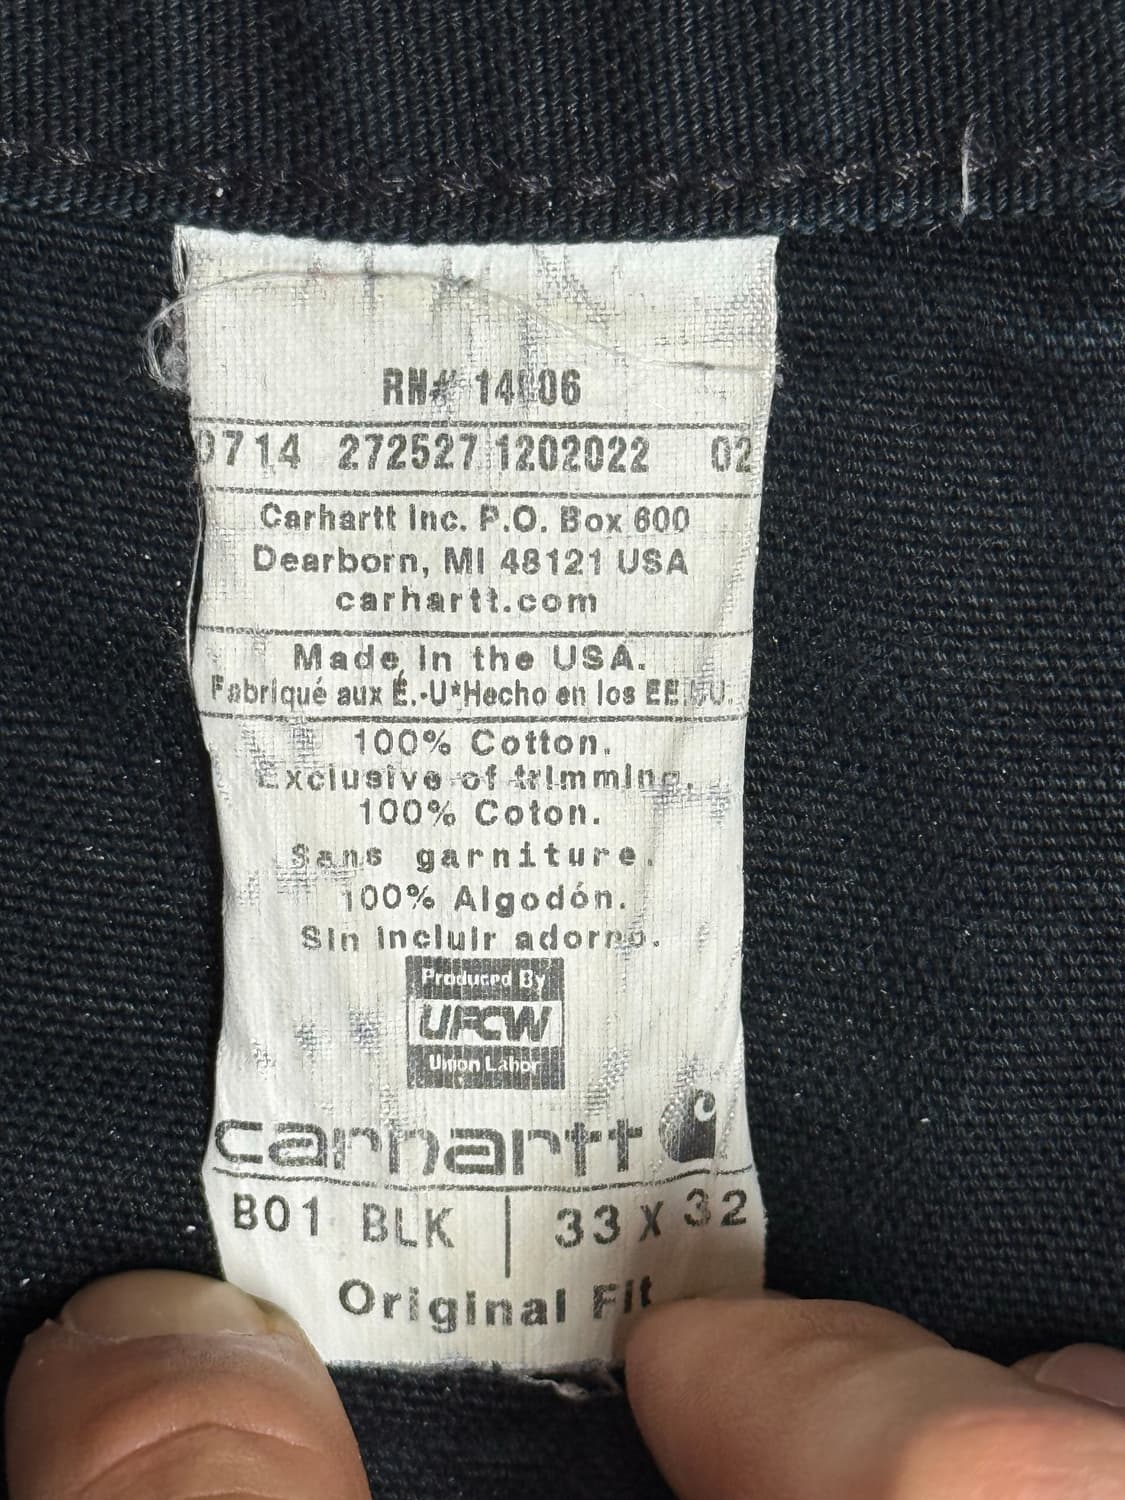 RN# 14806
0714 272527 1202022 02
Carhartt Inc. P.O. Box 600
Dearborn, MI 48121 USA
carhartt.com
Made in the USA.
Fabriqué aux É.-U*Hecho en los EE.UU.
100% Cotton.
Exclusive of trimming.
100% Coton.
Sans garniture.
100% Algodón.
Sin incluir adorno.
Produced By
UFCW
Union Labor
carhartt
B01 BLK | 33 X 32
Original Fit